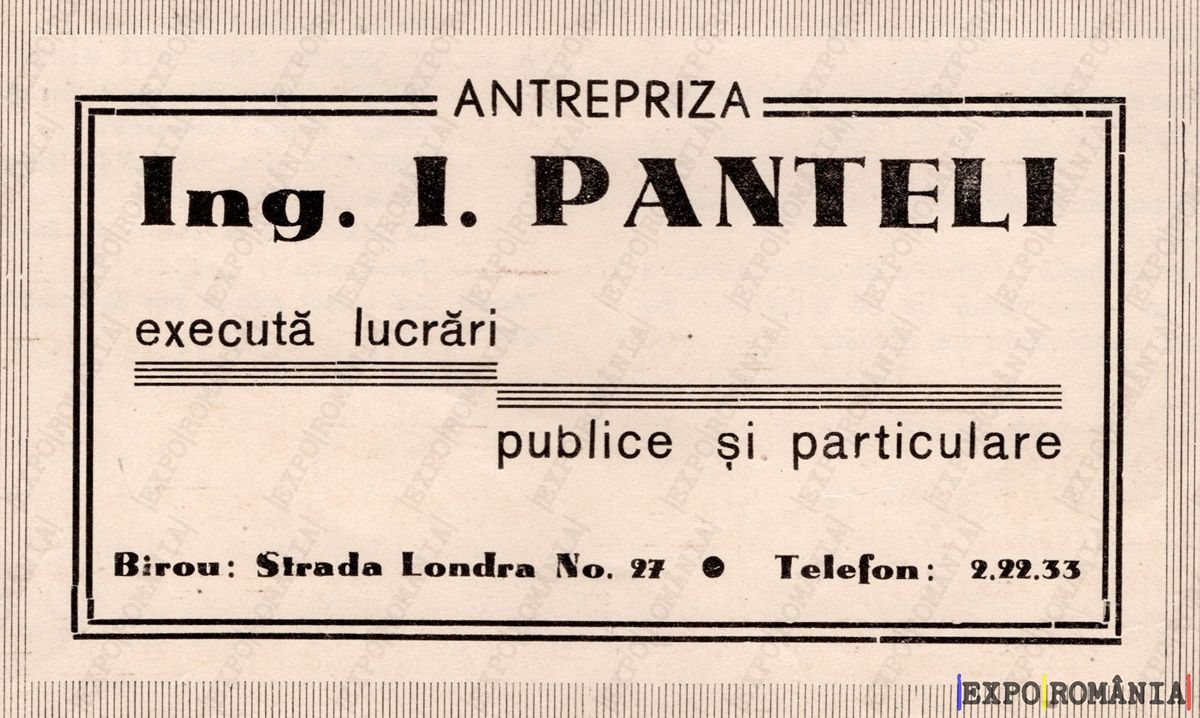 ANTREPRIZA
Ing. I. PANTELI
execută lucrări
publice și particulare
Birou: Strada Londra No. 27 ● Telefon: 2.22.33
|EXPO|ROMÂNIA|